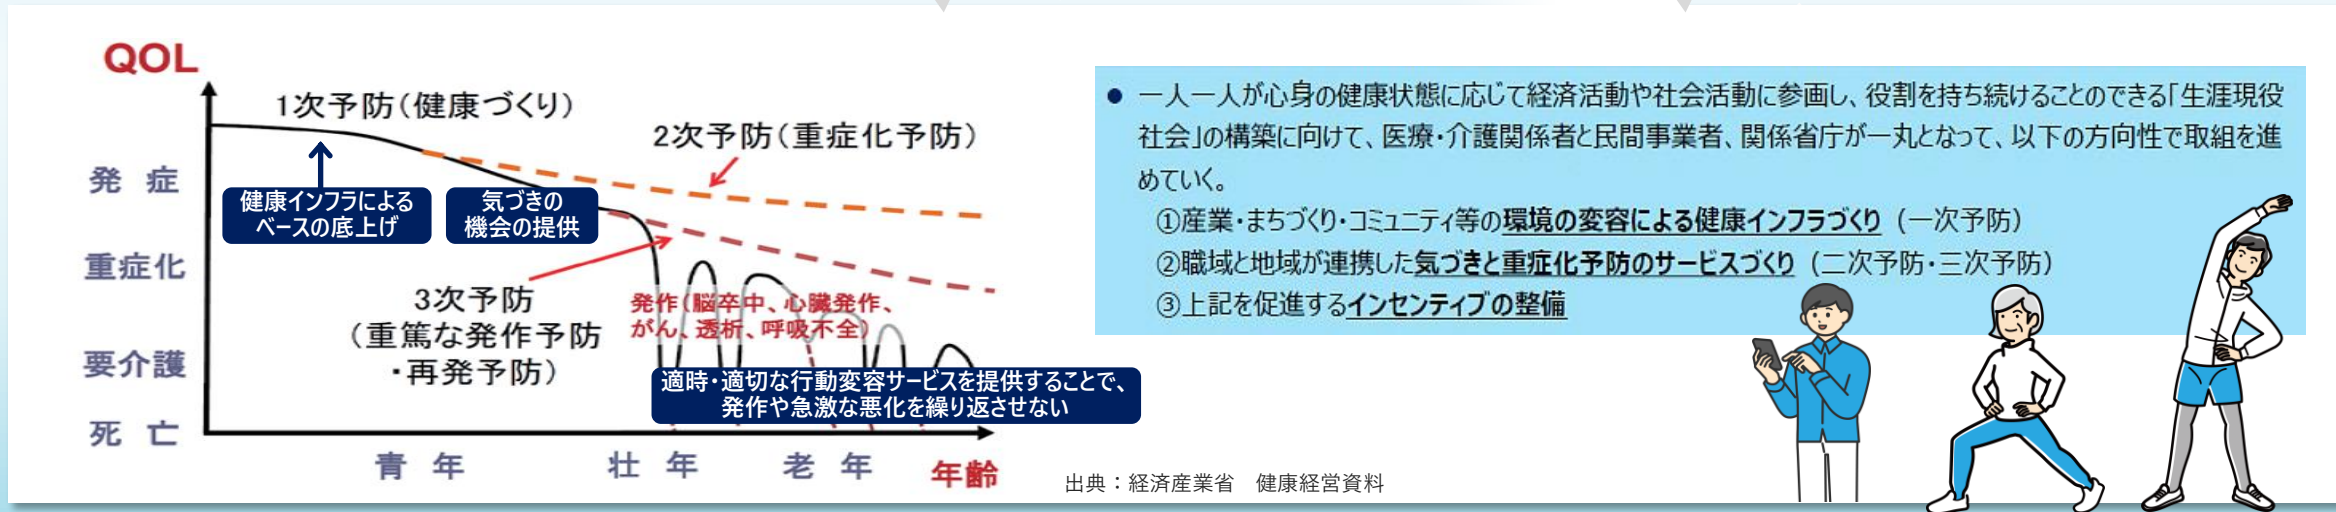 QOL
1次予防(健康づくり)
2次予防(重症化予防)
発 症
健康インフラによる
ベースの底上げ
気づきの
機会の提供
重症化
3次予防
(重篤な発作予防
・再発予防)
発作(脳卒中、心臓発作、
がん、透析、呼吸不全)
要介護
適時・適切な行動変容サービスを提供することで、
発作や急激な悪化を繰り返させない
死 亡
青 年
壮 年
老 年
年齢
● 一人一人が心身の健康状態に応じて経済活動や社会活動に参画し、役割を持ち続けることのできる「生涯現役
社会」の構築に向けて、医療・介護関係者と民間事業者、関係省庁が一丸となって、以下の方向性で取組を進
めていく。
①産業・まちづくり・コミュニティ等の環境の変容による健康インフラづくり(一次予防)
②職域と地域が連携した気づきと重症化予防のサービスづくり(二次予防・三次予防)
③上記を促進するインセンティブの整備
出典：経済産業省　健康経営資料